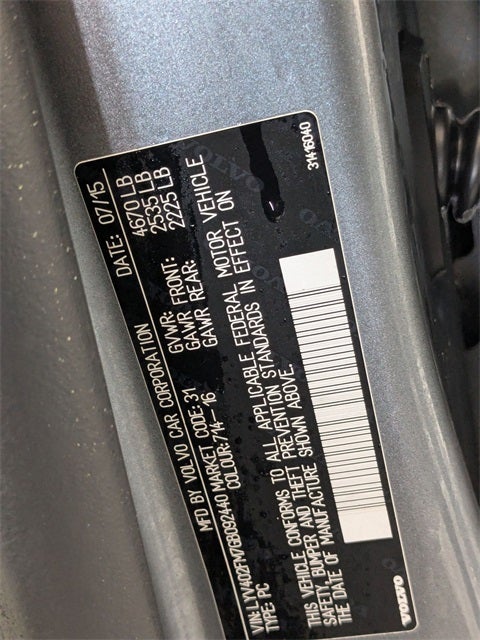 MFD BY VOLVO CAR CORPORATION DATE: 07/15
VIN: LYV402FM7GB092440 MARKET CODE: 31 GVWR: 4670 LB
TYPE: PC COLOUR: 714-16 GAWR FRONT: 2535 LB
GAWR REAR: 2225 LB
THIS VEHICLE CONFORMS TO ALL APPLICABLE FEDERAL MOTOR VEHICLE
SAFETY, BUMPER AND THEFT PREVENTION STANDARDS IN EFFECT ON
THE DATE OF MANUFACTURE SHOWN ABOVE.
VOLVO
31416040